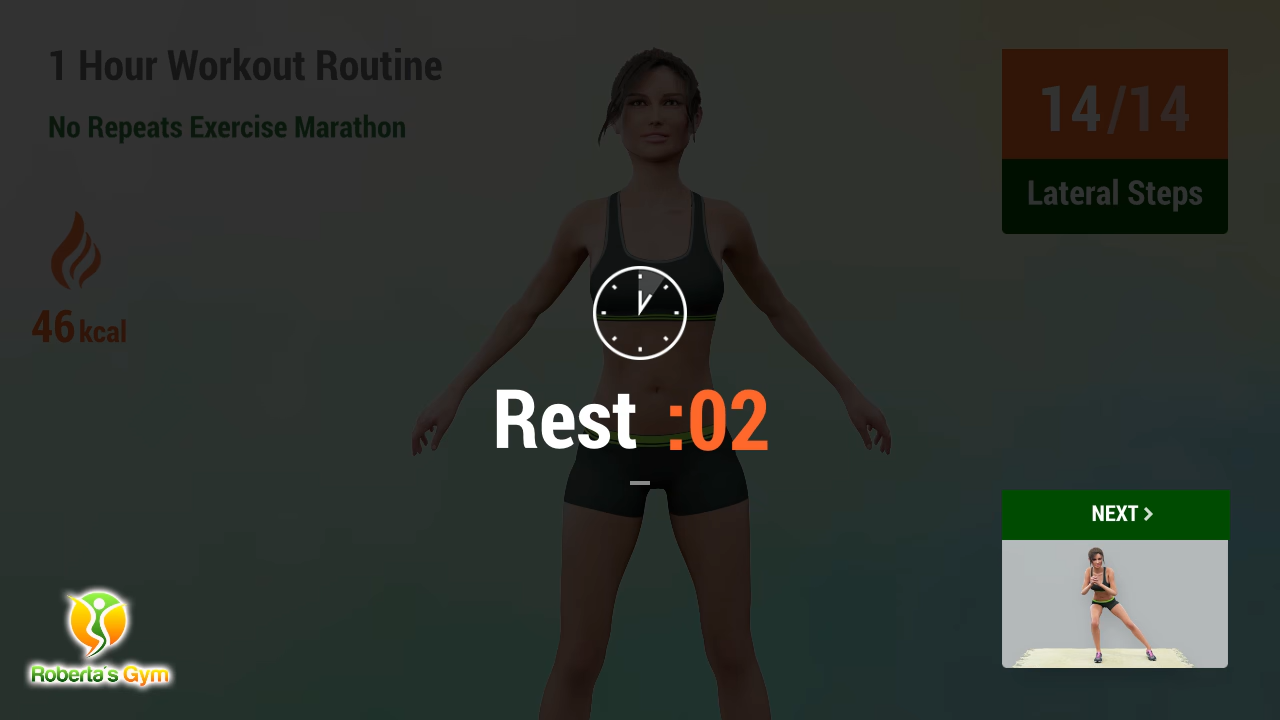 1 Hour Workout Routine
No Repeats Exercise Marathon
14/14
Lateral Steps
46 kcal
Rest :02
NEXT >
Roberta´s Gym